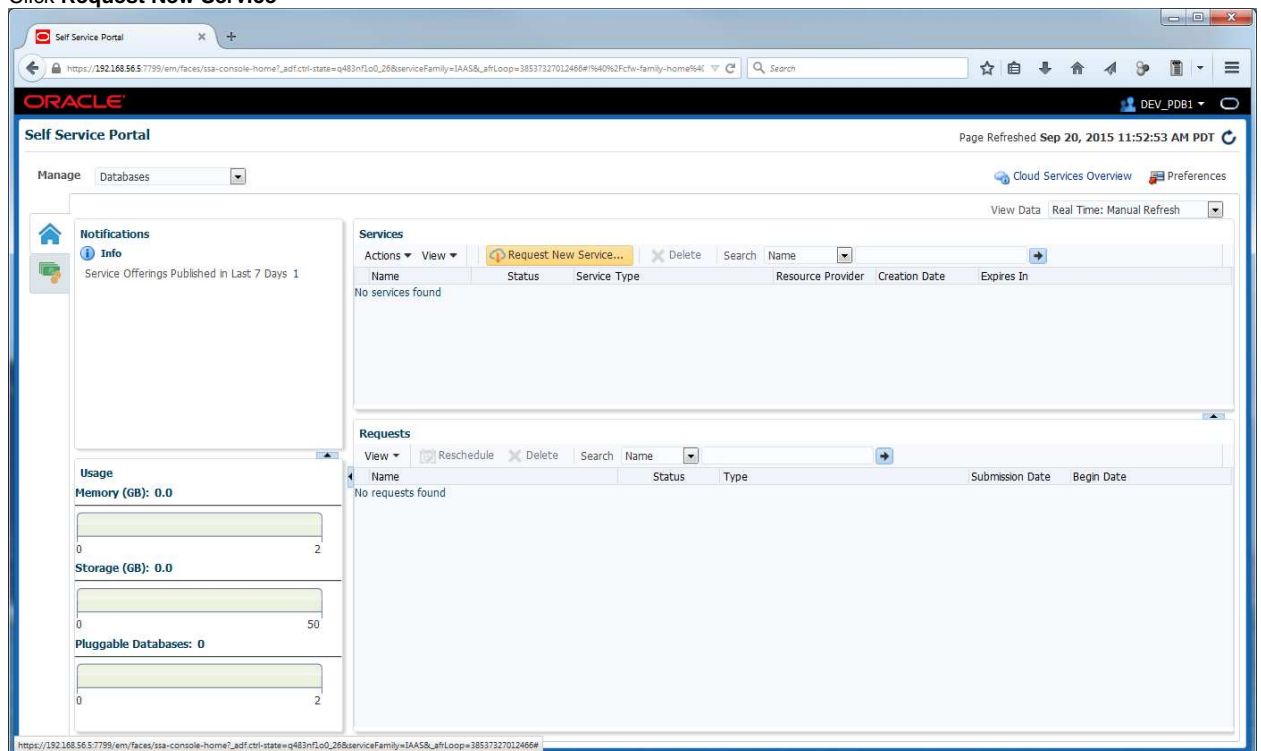 Click Request New Service
Self Service Portal
https://192.168.56.5:7799/em/faces/ssa-console-home?_adf.ctrl-state=q483nf1o0_26&serviceFamily=IAAS&_afrLoop=38537327012466#!%40%2Fcfw-family-home%4(
Search
ORACLE
DEV_PDB1
Self Service Portal
Page Refreshed Sep 20, 2015 11:52:53 AM PDT
Manage Databases
Cloud Services Overview Preferences
View Data Real Time: Manual Refresh
Notifications
Info
Service Offerings Published in Last 7 Days 1
Services
Actions View Request New Service... Delete Search Name
Name Status Service Type Resource Provider Creation Date Expires In
No services found
Requests
View Reschedule Delete Search Name
Name Status Type Submission Date Begin Date
No requests found
Usage
Memory (GB): 0.0
0 2
Storage (GB): 0.0
0 50
Pluggable Databases: 0
0 2
https://192.168.56.5:7799/em/faces/ssa-console-home?_adf.ctrl-state=q483nf1o0_26&serviceFamily=IAAS&_afrLoop=38537327012466#